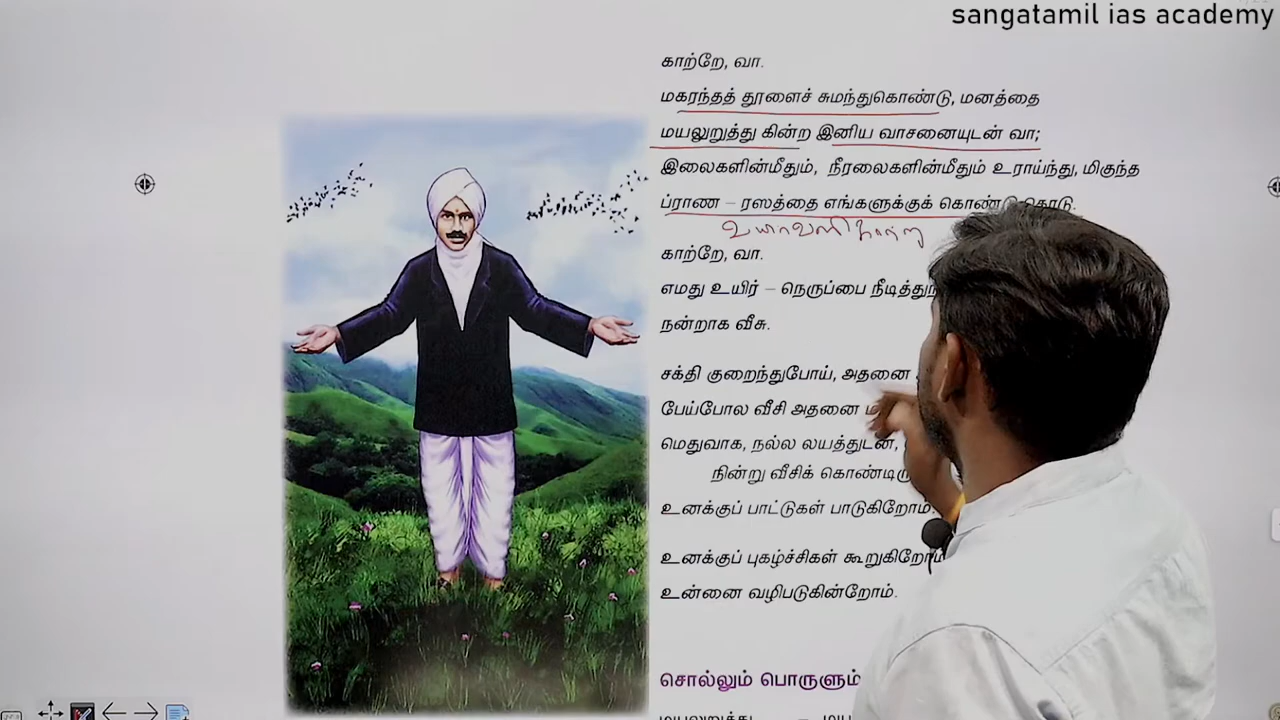 sangatamil ias academy
காற்றே, வா.
மகரந்தத் தூளைச் சுமந்துகொண்டு, மனத்தை
மயலுறுத்து கின்ற இனிய வாசனையுடன் வா;
இலைகளின்மீதும், நீரலைகளின்மீதும் உராய்ந்து, மிகுந்த
ப்ராண – ரஸத்தை எங்களுக்குக் கொண்டு கொடு.
காற்றே, வா.
எமது உயிர் – நெருப்பை
நன்றாக வீசு.
சக்தி குறைந்துபோய், அதனை
பேய்போல வீசி அதனை
மெதுவாக, நல்ல லயத்துடன்,
நின்று வீசிக்
உனக்குப் பாட்டுகள் பாடுகிறோம்.
உனக்குப் புகழ்ச்சிகள் கூறுகிறோம்
உன்னை வழிபடுகின்றோம்.
சொல்லும் பொருளும்